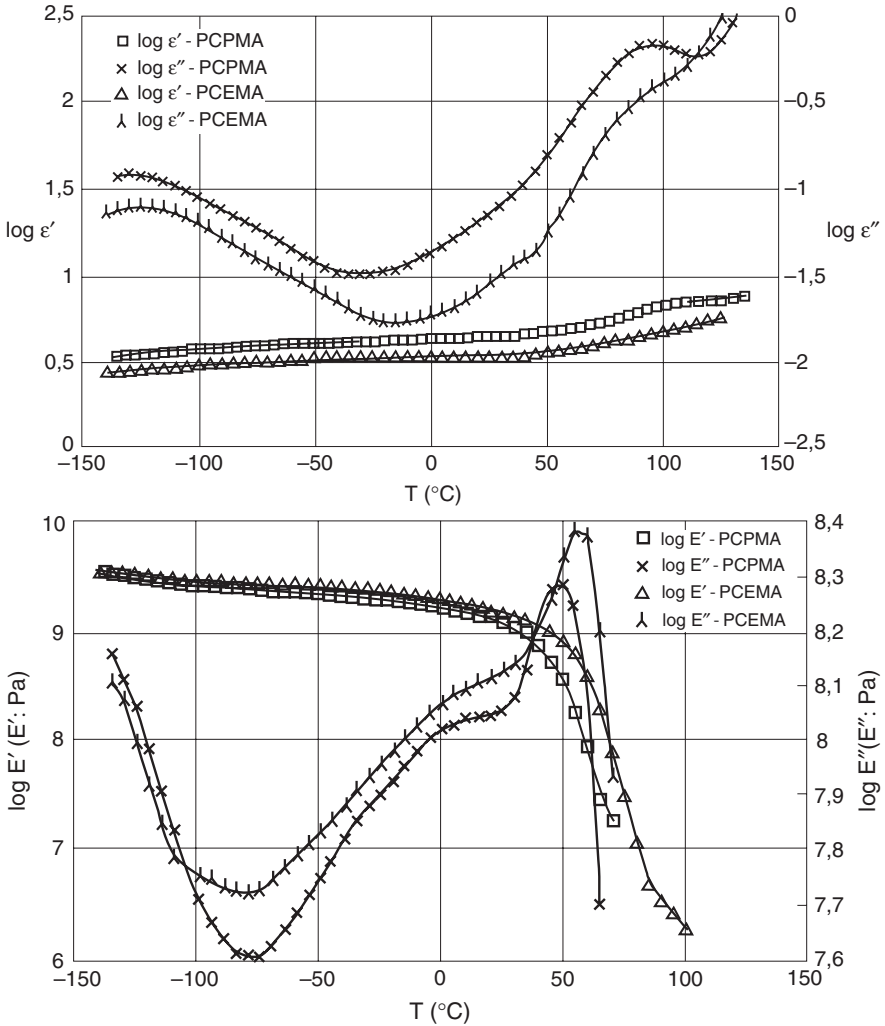 2,5
0
log ε′ - PCPMA
log ε″ - PCPMA
log ε′ - PCEMA
log ε″ - PCEMA
2
–0,5
1,5
–1
log ε′
log ε″
1
–1,5
0,5
–2
0
–2,5
–150
–100
–50
0
50
100
150
T (°C)
10
8,4
log E′ - PCPMA
log E″ - PCPMA
log E′ - PCEMA
log E″ - PCEMA
8,3
9
8,2
8,1
log E′ (E′: Pa)
log E″(E″: Pa)
8
8
7,9
7
7,8
7,7
6
7,6
–150
–100
–50
0
50
100
150
T (°C)